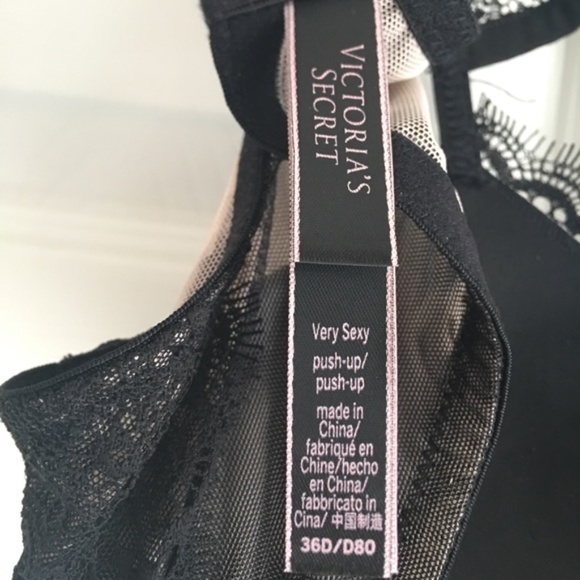 VICTORIA'S
SECRET
Very Sexy
push-up/
push-up
made in
China/
fabriqué en
Chine/hecho
en China/
fabbricato in
Cina/ 中国制造
36D/D80